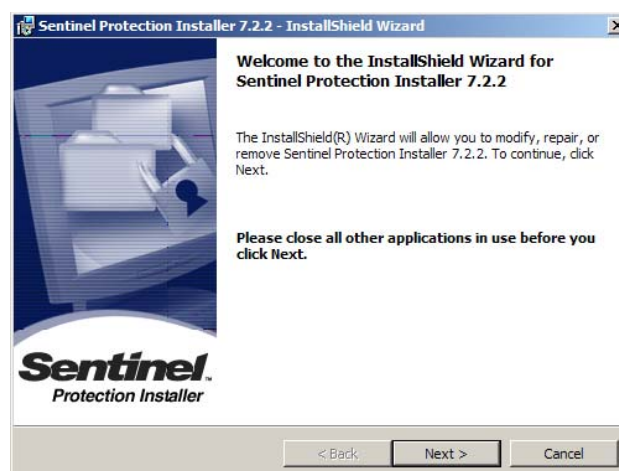 Sentinel Protection Installer 7.2.2 - InstallShield Wizard
Welcome to the InstallShield Wizard for
Sentinel Protection Installer 7.2.2
The InstallShield(R) Wizard will allow you to modify, repair, or
remove Sentinel Protection Installer 7.2.2. To continue, click
Next.
Please close all other applications in use before you
click Next.
Sentinel™
Protection Installer
< Back
Next >
Cancel